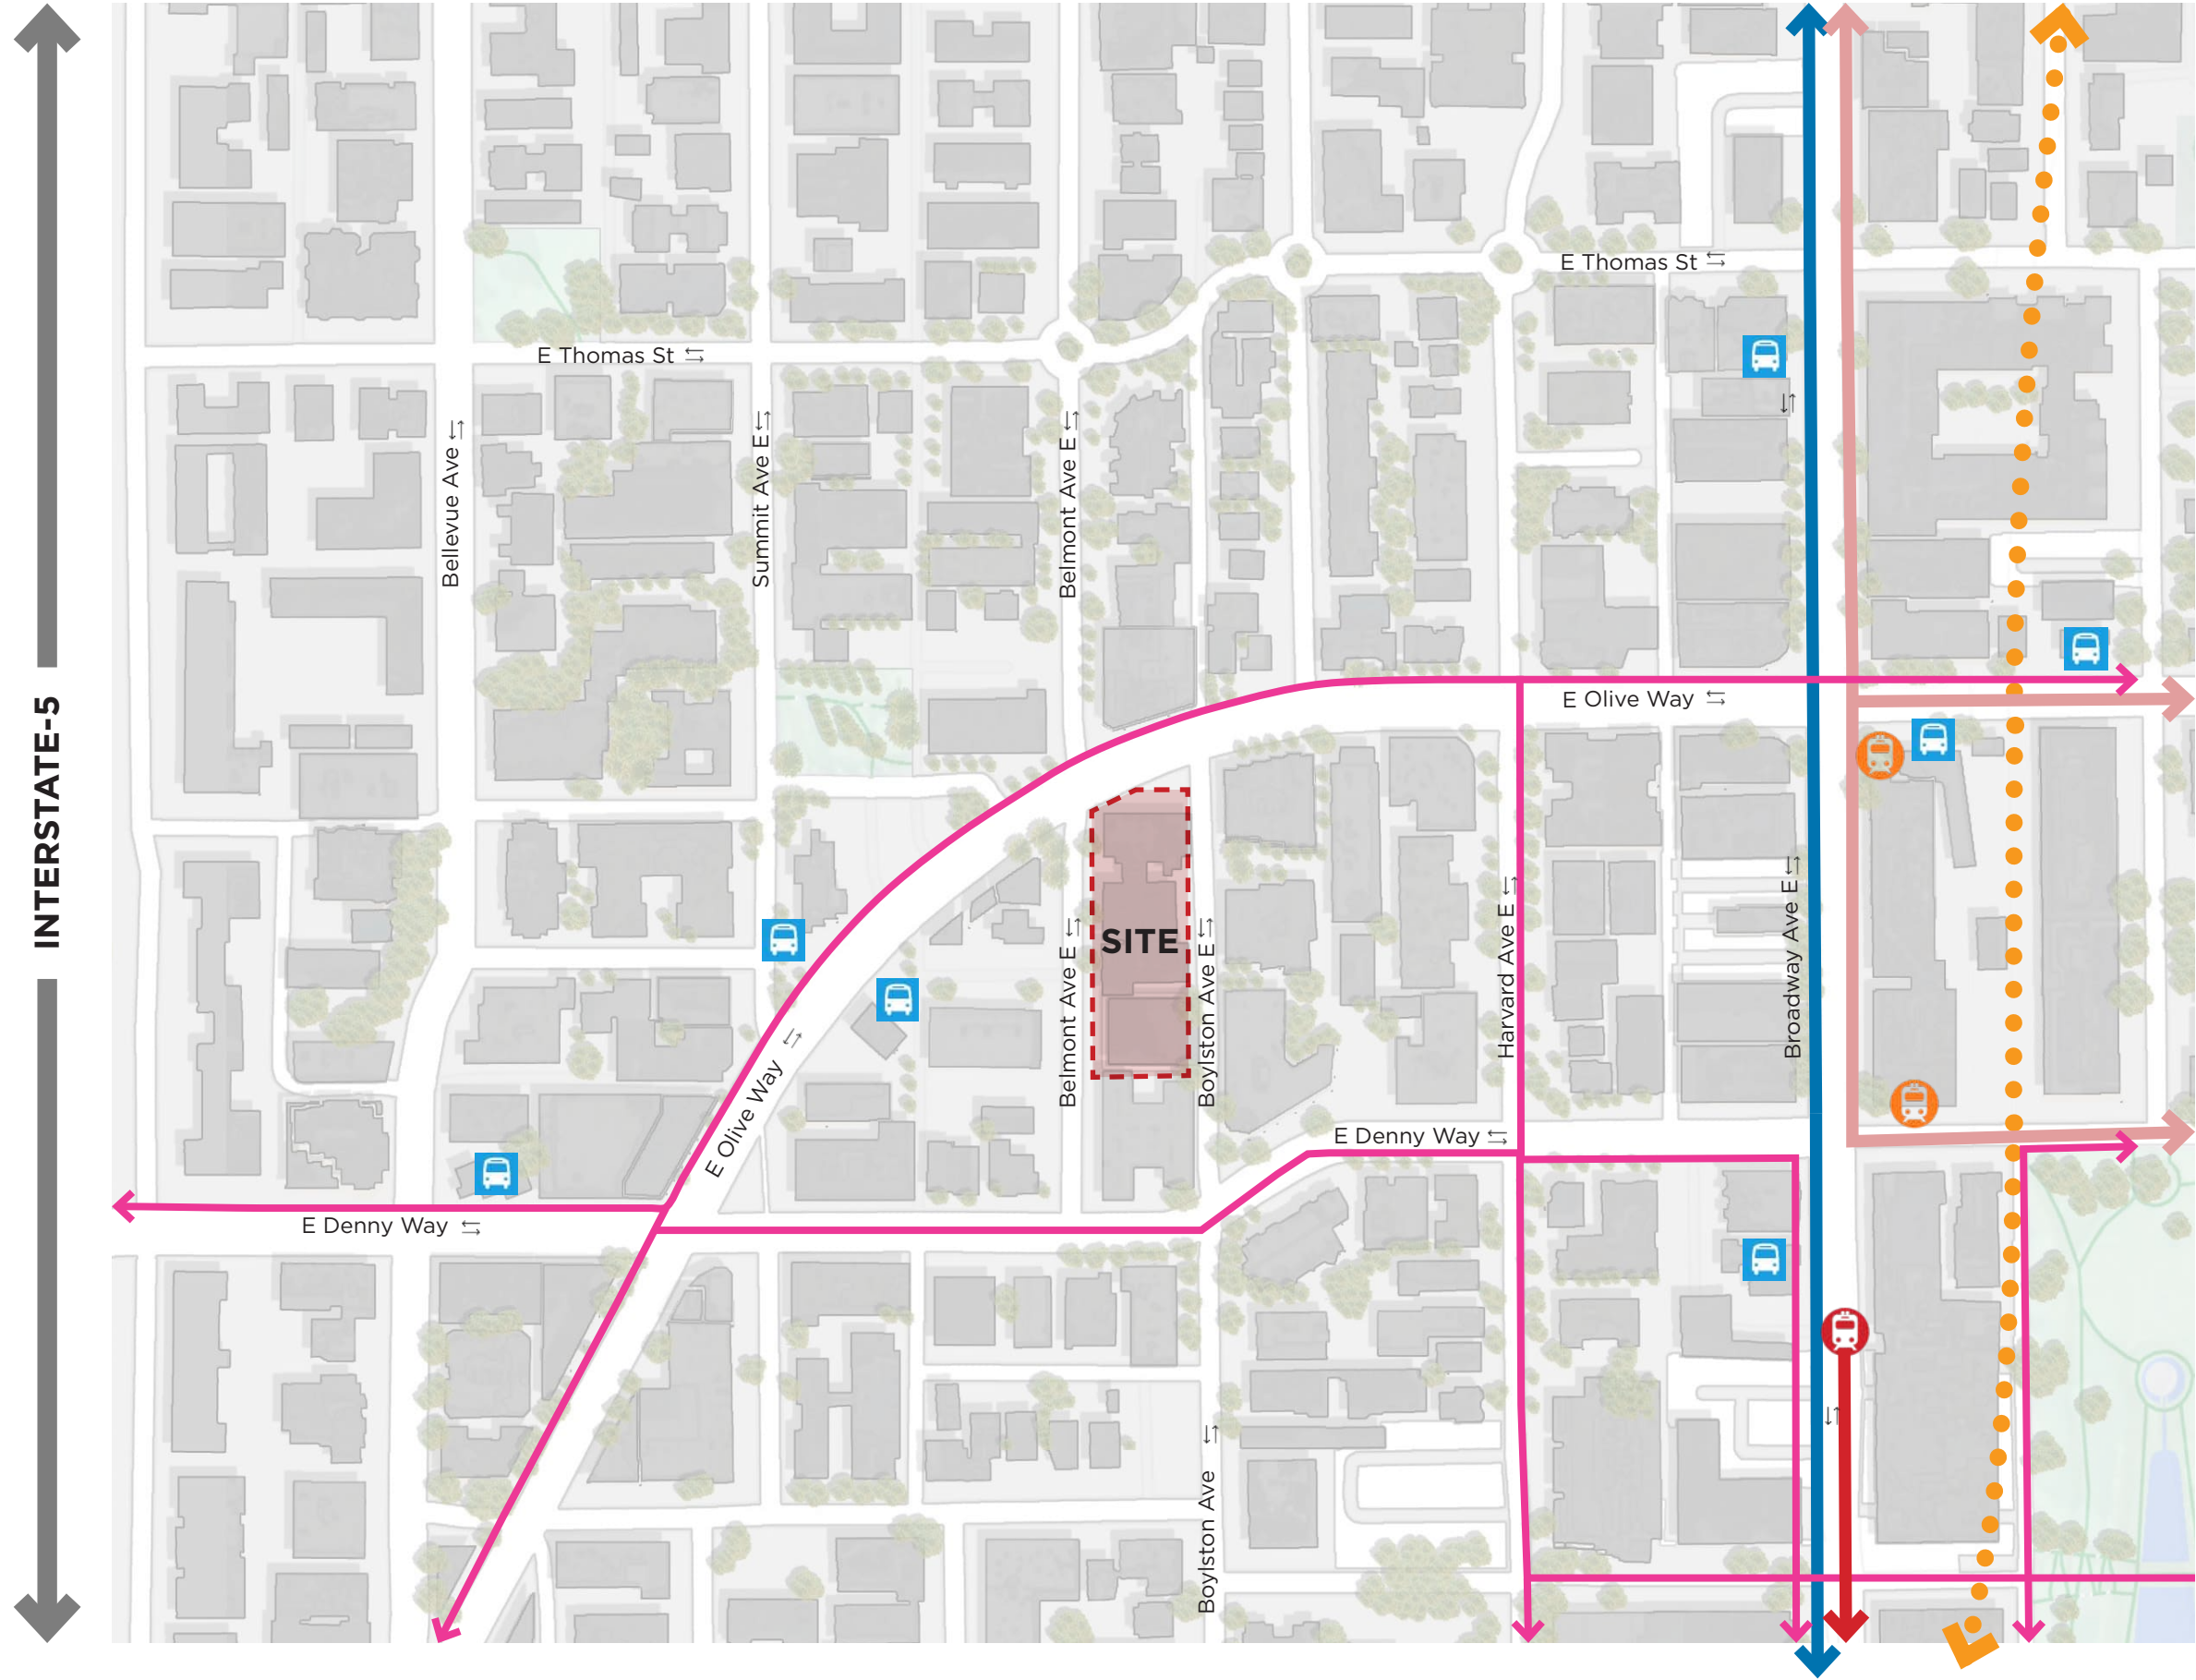 E Thomas St
E Thomas St
Bellevue Ave
Summit Ave E
Belmont Ave E
INTERSTATE-5
E Olive Way
SITE
Belmont Ave E
Boylston Ave E
Harvard Ave E
Broadway Ave E
E Olive Way
E Denny Way
E Denny Way
Boylston Ave